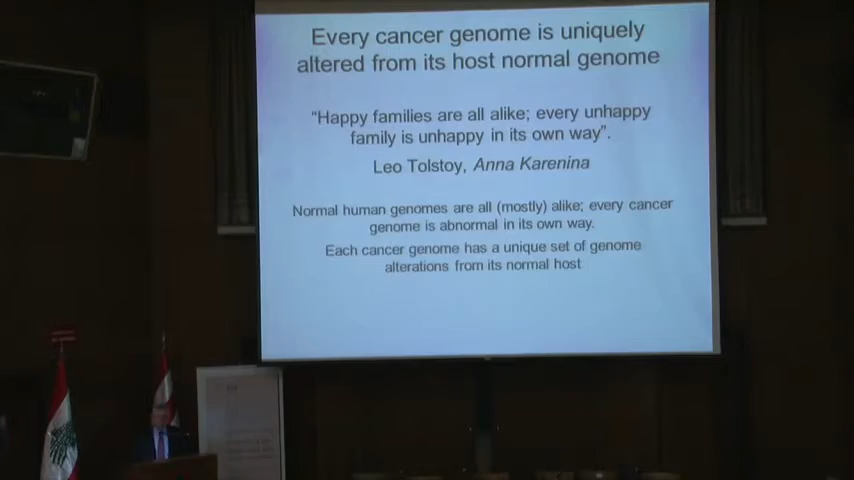 Every cancer genome is uniquely
altered from its host normal genome
"Happy families are all alike; every unhappy
family is unhappy in its own way".
Leo Tolstoy, Anna Karenina
Normal human genomes are all (mostly) alike; every cancer
genome is abnormal in its own way.
Each cancer genome has a unique set of genome
alterations from its normal host